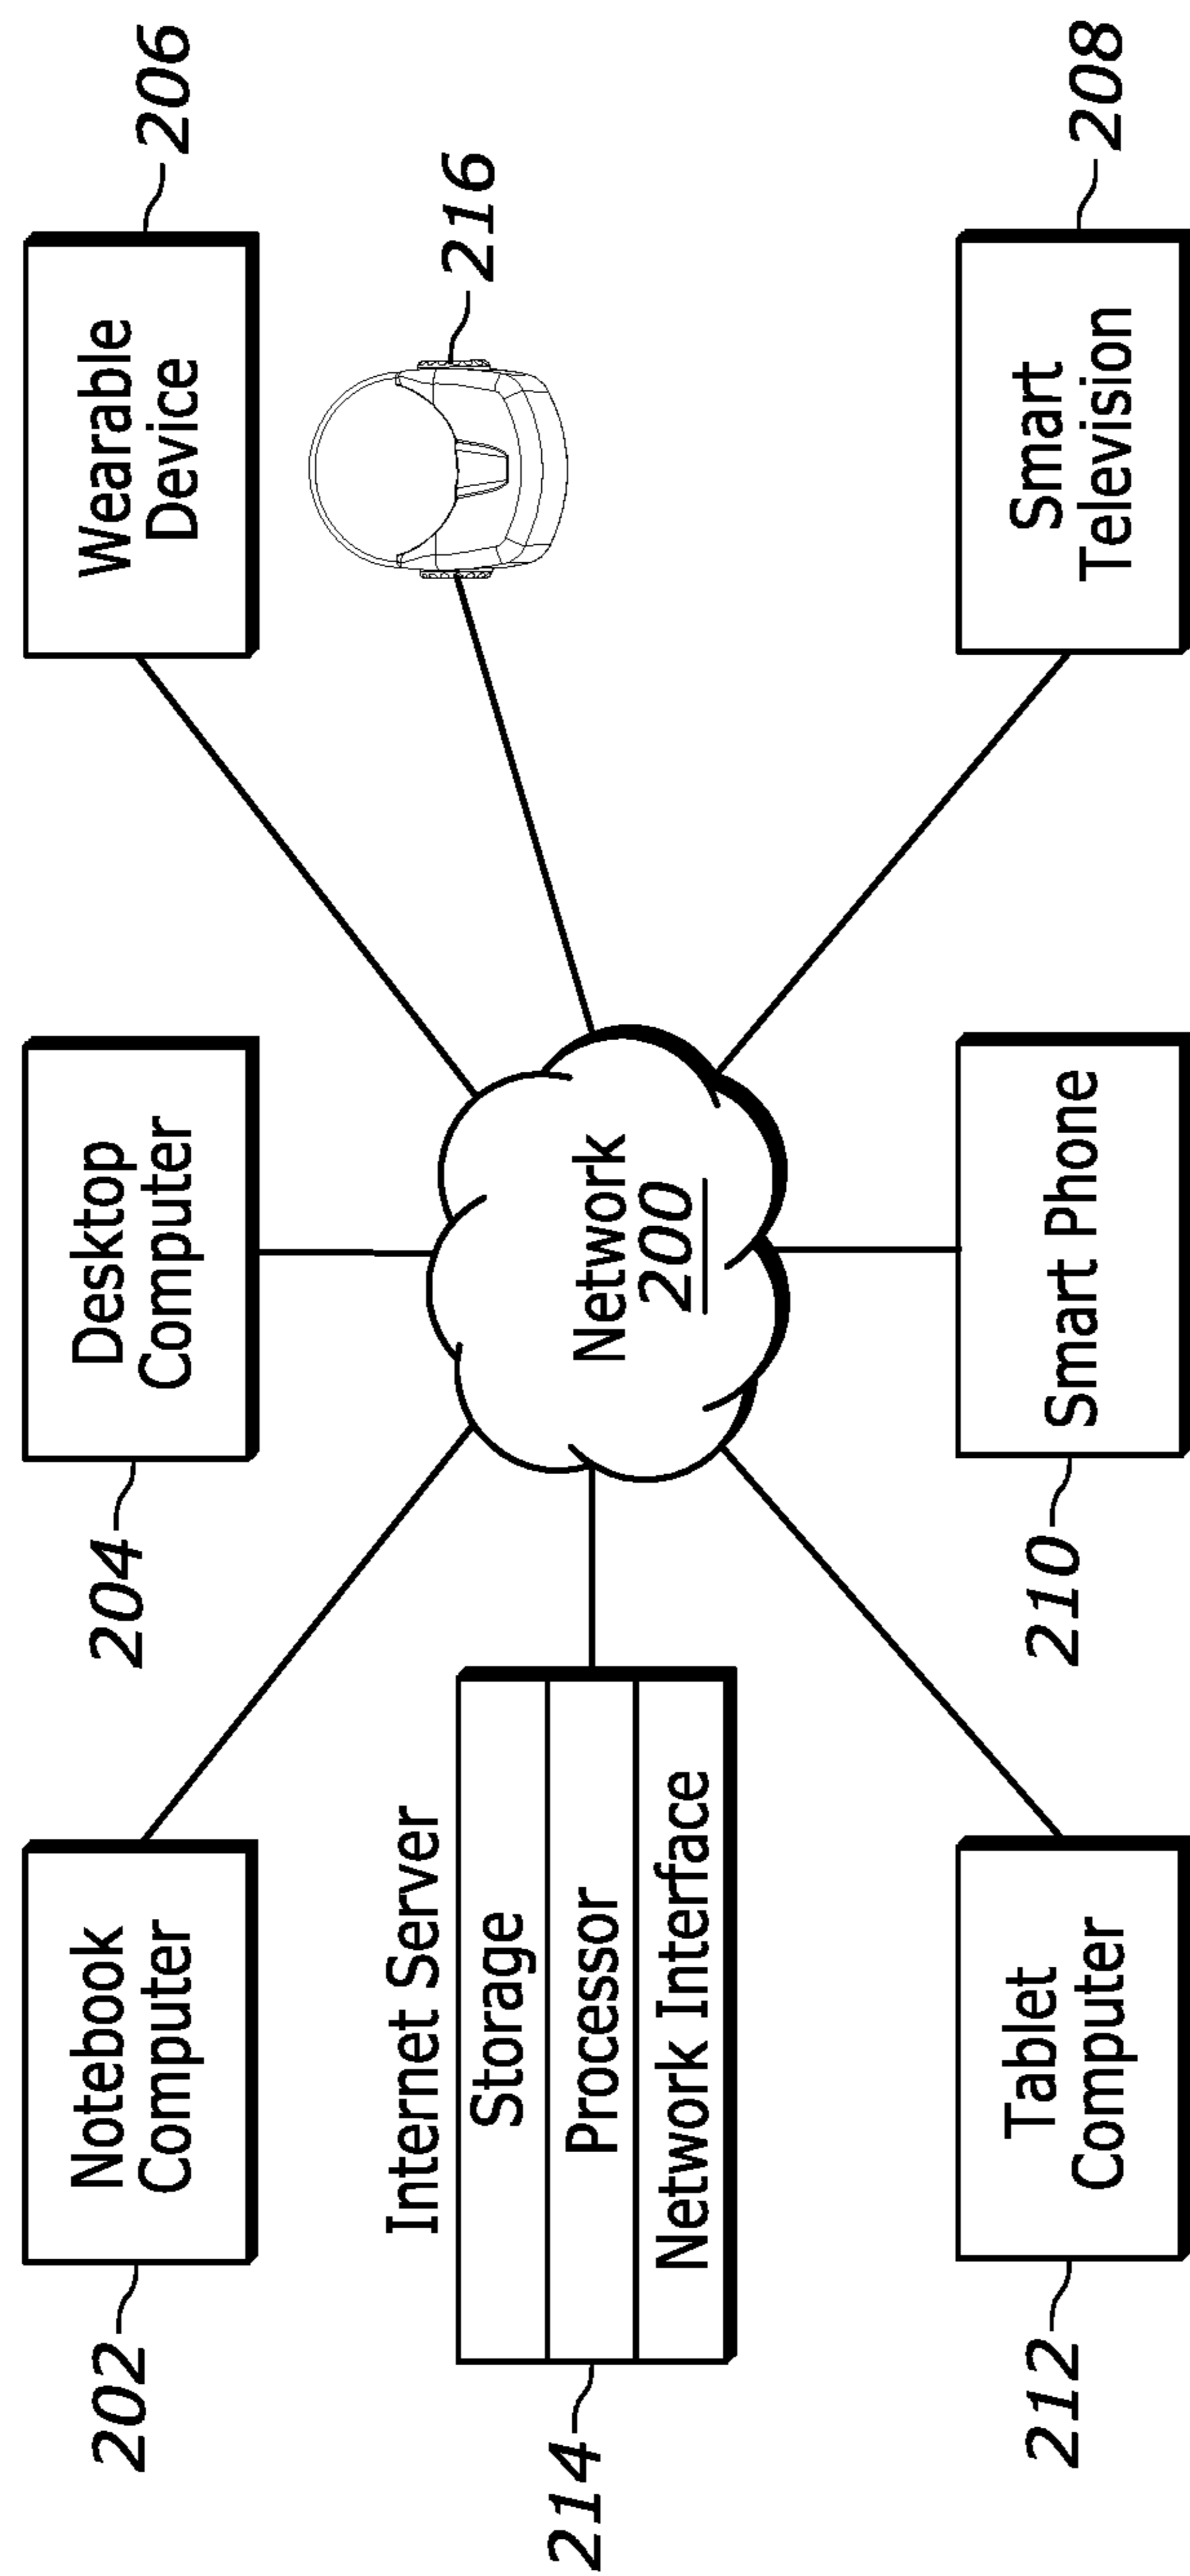 202
Notebook
Computer
204
Desktop
Computer
Wearable
Device
206
216
Internet Server
Storage
Processor
Network Interface
214
Network
200
212
Tablet
Computer
210
Smart Phone
Smart
Television
208